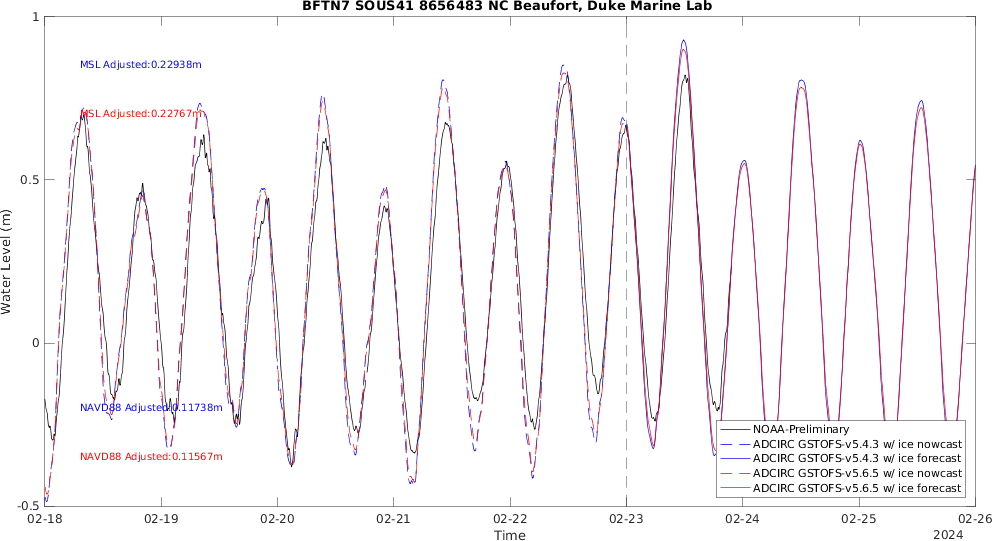 BFTN7 SOUS41 8656483 NC Beaufort, Duke Marine Lab
1
MSL Adjusted:0.22938m
MSL Adjusted:0.22767m
0.5
Water Level (m)
0
NAVD88 Adjusted:0.11738m
NAVD88 Adjusted:0.11567m
NOAA-Preliminary
ADCIRC GSTOFS-v5.4.3 w/ ice nowcast
ADCIRC GSTOFS-v5.4.3 w/ ice forecast
ADCIRC GSTOFS-v5.6.5 w/ ice nowcast
ADCIRC GSTOFS-v5.6.5 w/ ice forecast
-0.5
02-18 02-19 02-20 02-21 02-22 02-23 02-24 02-25 02-26
Time
2024